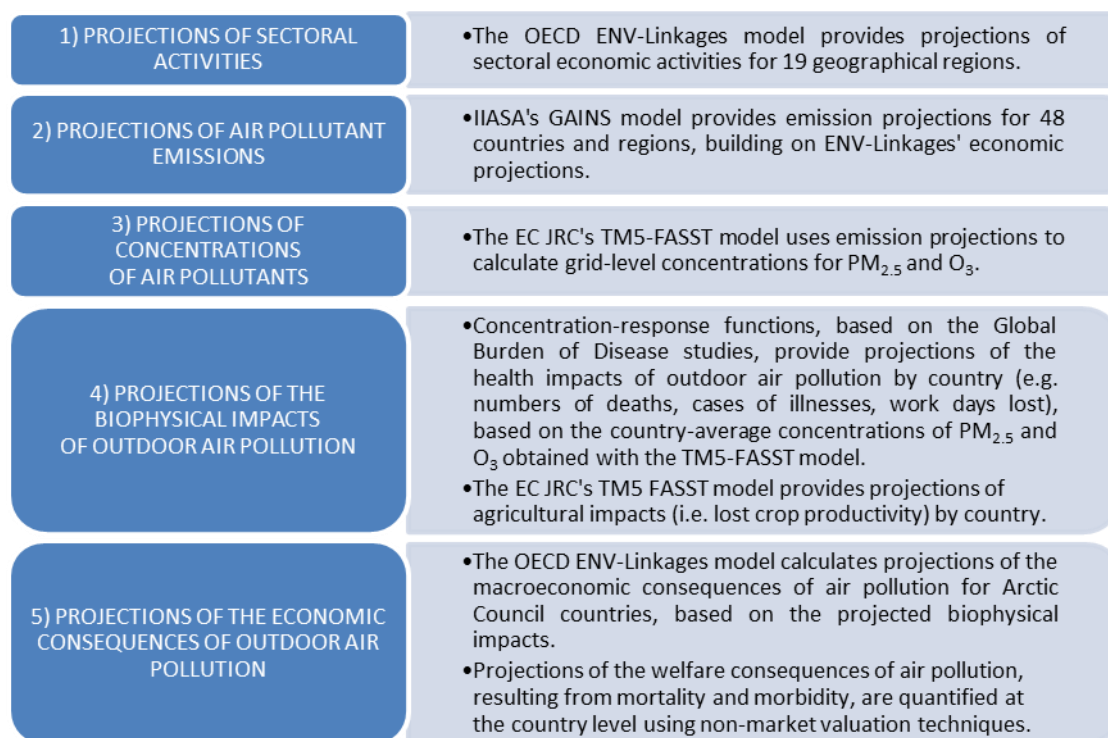 1) PROJECTIONS OF SECTORAL
ACTIVITIES
•The OECD ENV-Linkages model provides projections of
sectoral economic activities for 19 geographical regions.
2) PROJECTIONS OF AIR POLLUTANT
EMISSIONS
•IIASA's GAINS model provides emission projections for 48
countries and regions, building on ENV-Linkages' economic
projections.
3) PROJECTIONS OF
CONCENTRATIONS
OF AIR POLLUTANTS
•The EC JRC's TM5-FASST model uses emission projections to
calculate grid-level concentrations for PM₂.₅ and O₃.
4) PROJECTIONS OF THE
BIOPHYSICAL IMPACTS
OF OUTDOOR AIR POLLUTION
•Concentration-response functions, based on the Global
Burden of Disease studies, provide projections of the
health impacts of outdoor air pollution by country (e.g.
numbers of deaths, cases of illnesses, work days lost),
based on the country-average concentrations of PM₂.₅ and
O₃ obtained with the TM5-FASST model.
•The EC JRC's TM5 FASST model provides projections of
agricultural impacts (i.e. lost crop productivity) by country.
5) PROJECTIONS OF THE ECONOMIC
CONSEQUENCES OF OUTDOOR AIR
POLLUTION
•The OECD ENV-Linkages model calculates projections of the
macroeconomic consequences of air pollution for Arctic
Council countries, based on the projected biophysical
impacts.
•Projections of the welfare consequences of air pollution,
resulting from mortality and morbidity, are quantified at
the country level using non-market valuation techniques.